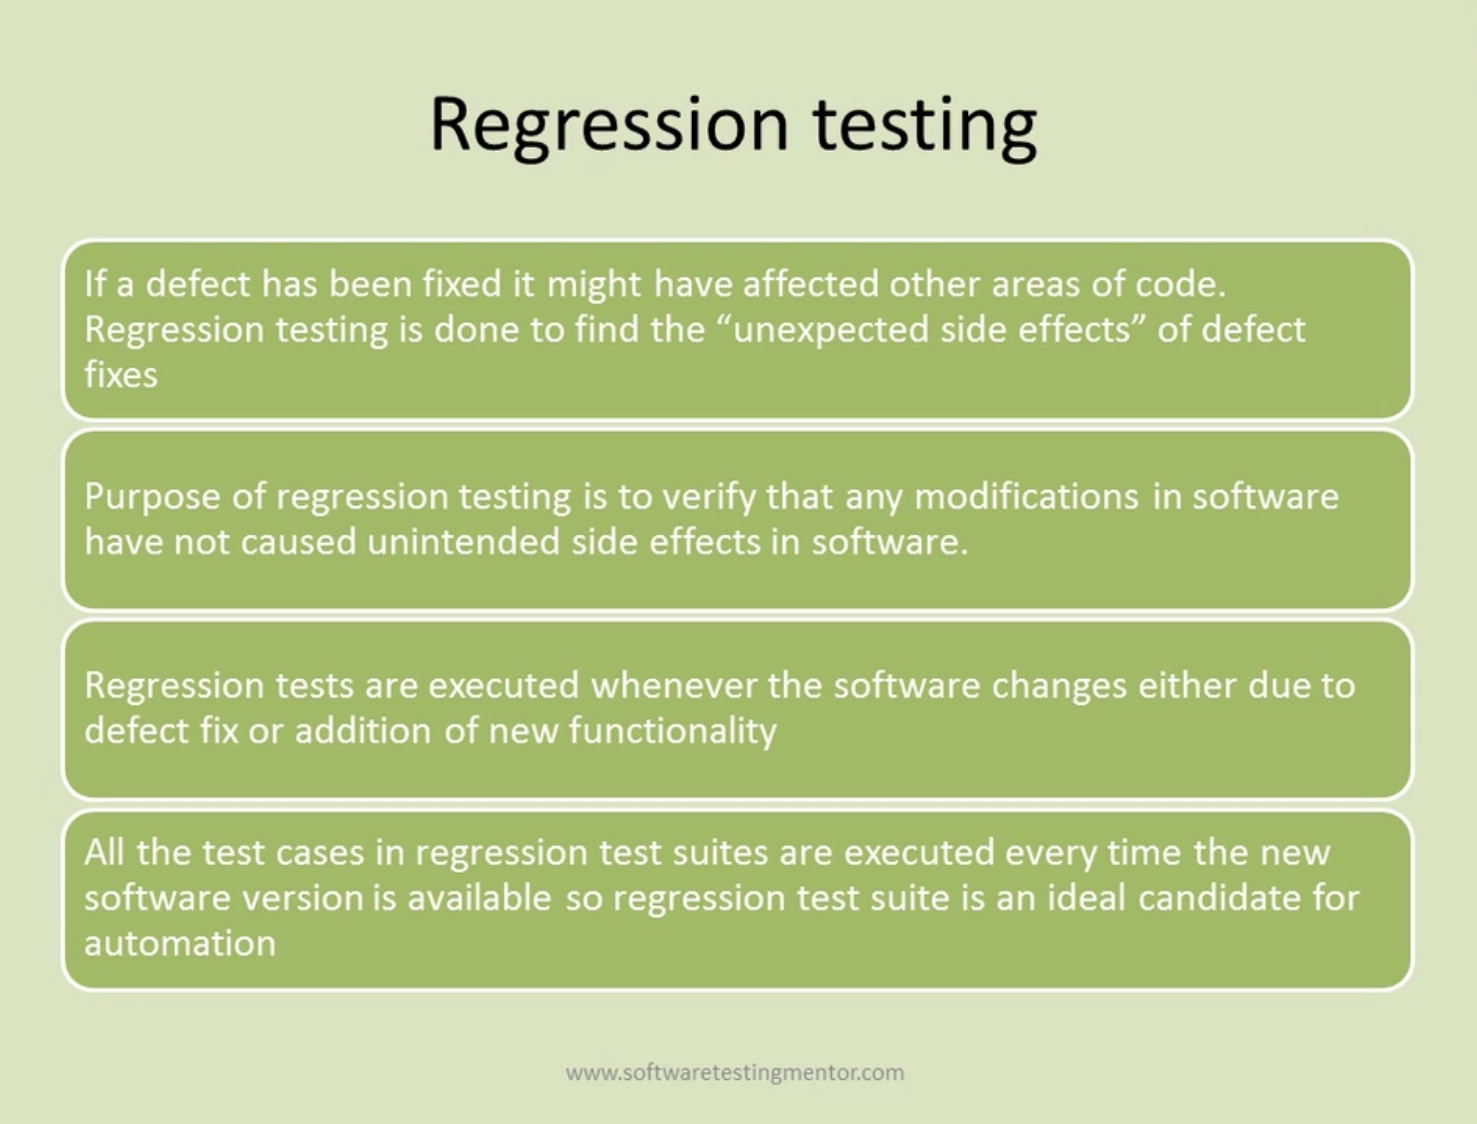 Regression testing
If a defect has been fixed it might have affected other areas of code.
Regression testing is done to find the “unexpected side effects” of defect
fixes
Purpose of regression testing is to verify that any modifications in software
have not caused unintended side effects in software.
Regression tests are executed whenever the software changes either due to
defect fix or addition of new functionality
All the test cases in regression test suites are executed every time the new
software version is available so regression test suite is an ideal candidate for
automation
www.softwaretestingmentor.com